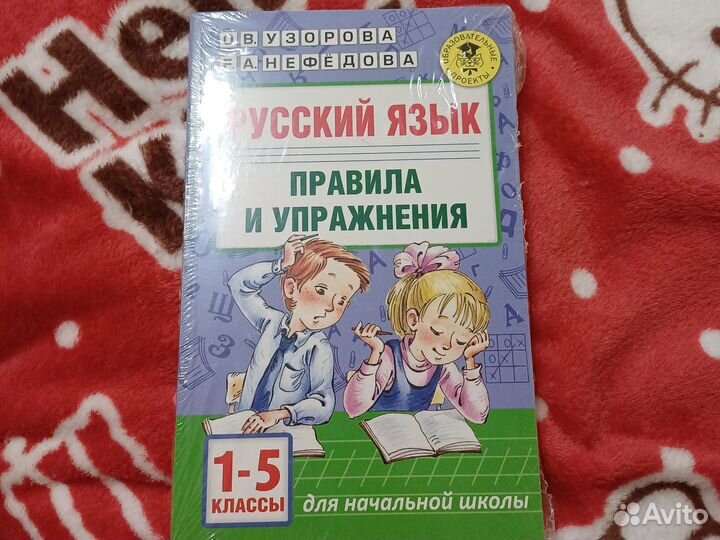 О.В. УЗОРОВА
Е.А. НЕФЁДОВА
ОБРАЗОВАТЕЛЬНЫЕ
ПРОЕКТЫ
РУССКИЙ ЯЗЫК
ПРАВИЛА
И УПРАЖНЕНИЯ
1-5
КЛАССЫ
для начальной школы
Avito